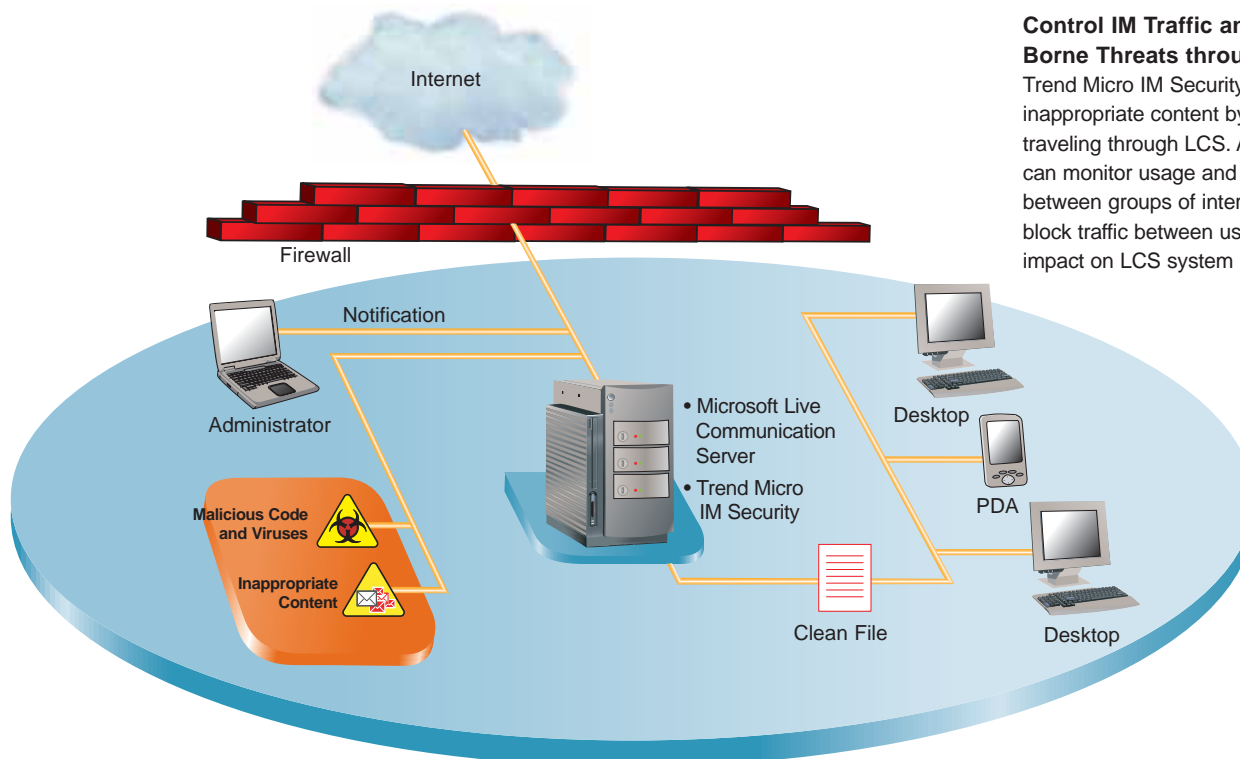 Control IM Traffic an
Borne Threats throu
Trend Micro IM Security
inappropriate content by
traveling through LCS. A
can monitor usage and
between groups of inter
block traffic between us
impact on LCS system
Internet
Firewall
Notification
Administrator
Malicious Code
and Viruses
Inappropriate
Content
• Microsoft Live
Communication
Server
• Trend Micro
IM Security
Clean File
Desktop
PDA
Desktop